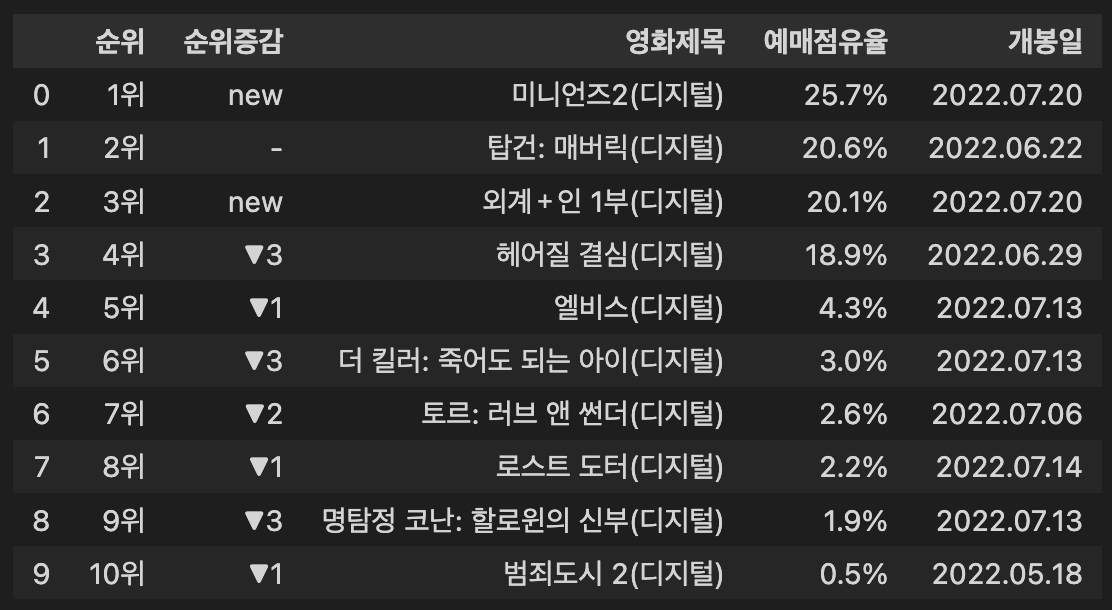 순위 순위증감 영화제목 예매점유율 개봉일
0 1위 new 미니언즈2(디지털) 25.7% 2022.07.20
1 2위 - 탑건: 매버릭(디지털) 20.6% 2022.06.22
2 3위 new 외계+인 1부(디지털) 20.1% 2022.07.20
3 4위 ▼3 헤어질 결심(디지털) 18.9% 2022.06.29
4 5위 ▼1 엘비스(디지털) 4.3% 2022.07.13
5 6위 ▼3 더 킬러: 죽어도 되는 아이(디지털) 3.0% 2022.07.13
6 7위 ▼2 토르: 러브 앤 썬더(디지털) 2.6% 2022.07.06
7 8위 ▼1 로스트 도터(디지털) 2.2% 2022.07.14
8 9위 ▼3 명탐정 코난: 할로윈의 신부(디지털) 1.9% 2022.07.13
9 10위 ▼1 범죄도시 2(디지털) 0.5% 2022.05.18